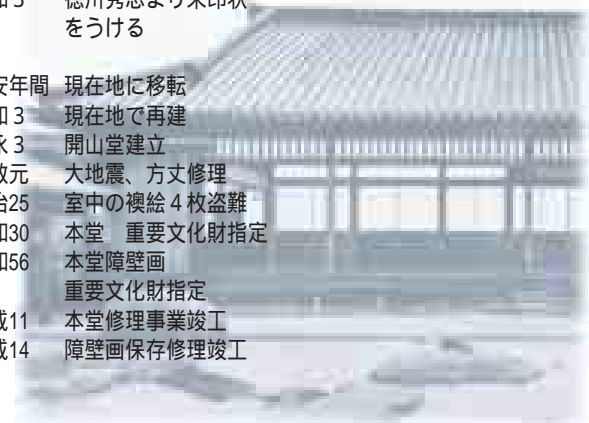 徳川秀忠より朱印状
をうける
安年間 現在地に移転
3 現在地で再建
永3 開山堂建立
政元 大地震、方丈修理
治25 室中の襖絵4枚盗難
和30 本堂 重要文化財指定
和56 本堂障壁画
重要文化財指定
成11 本堂修理事業竣工
成14 障壁画保存修理竣工